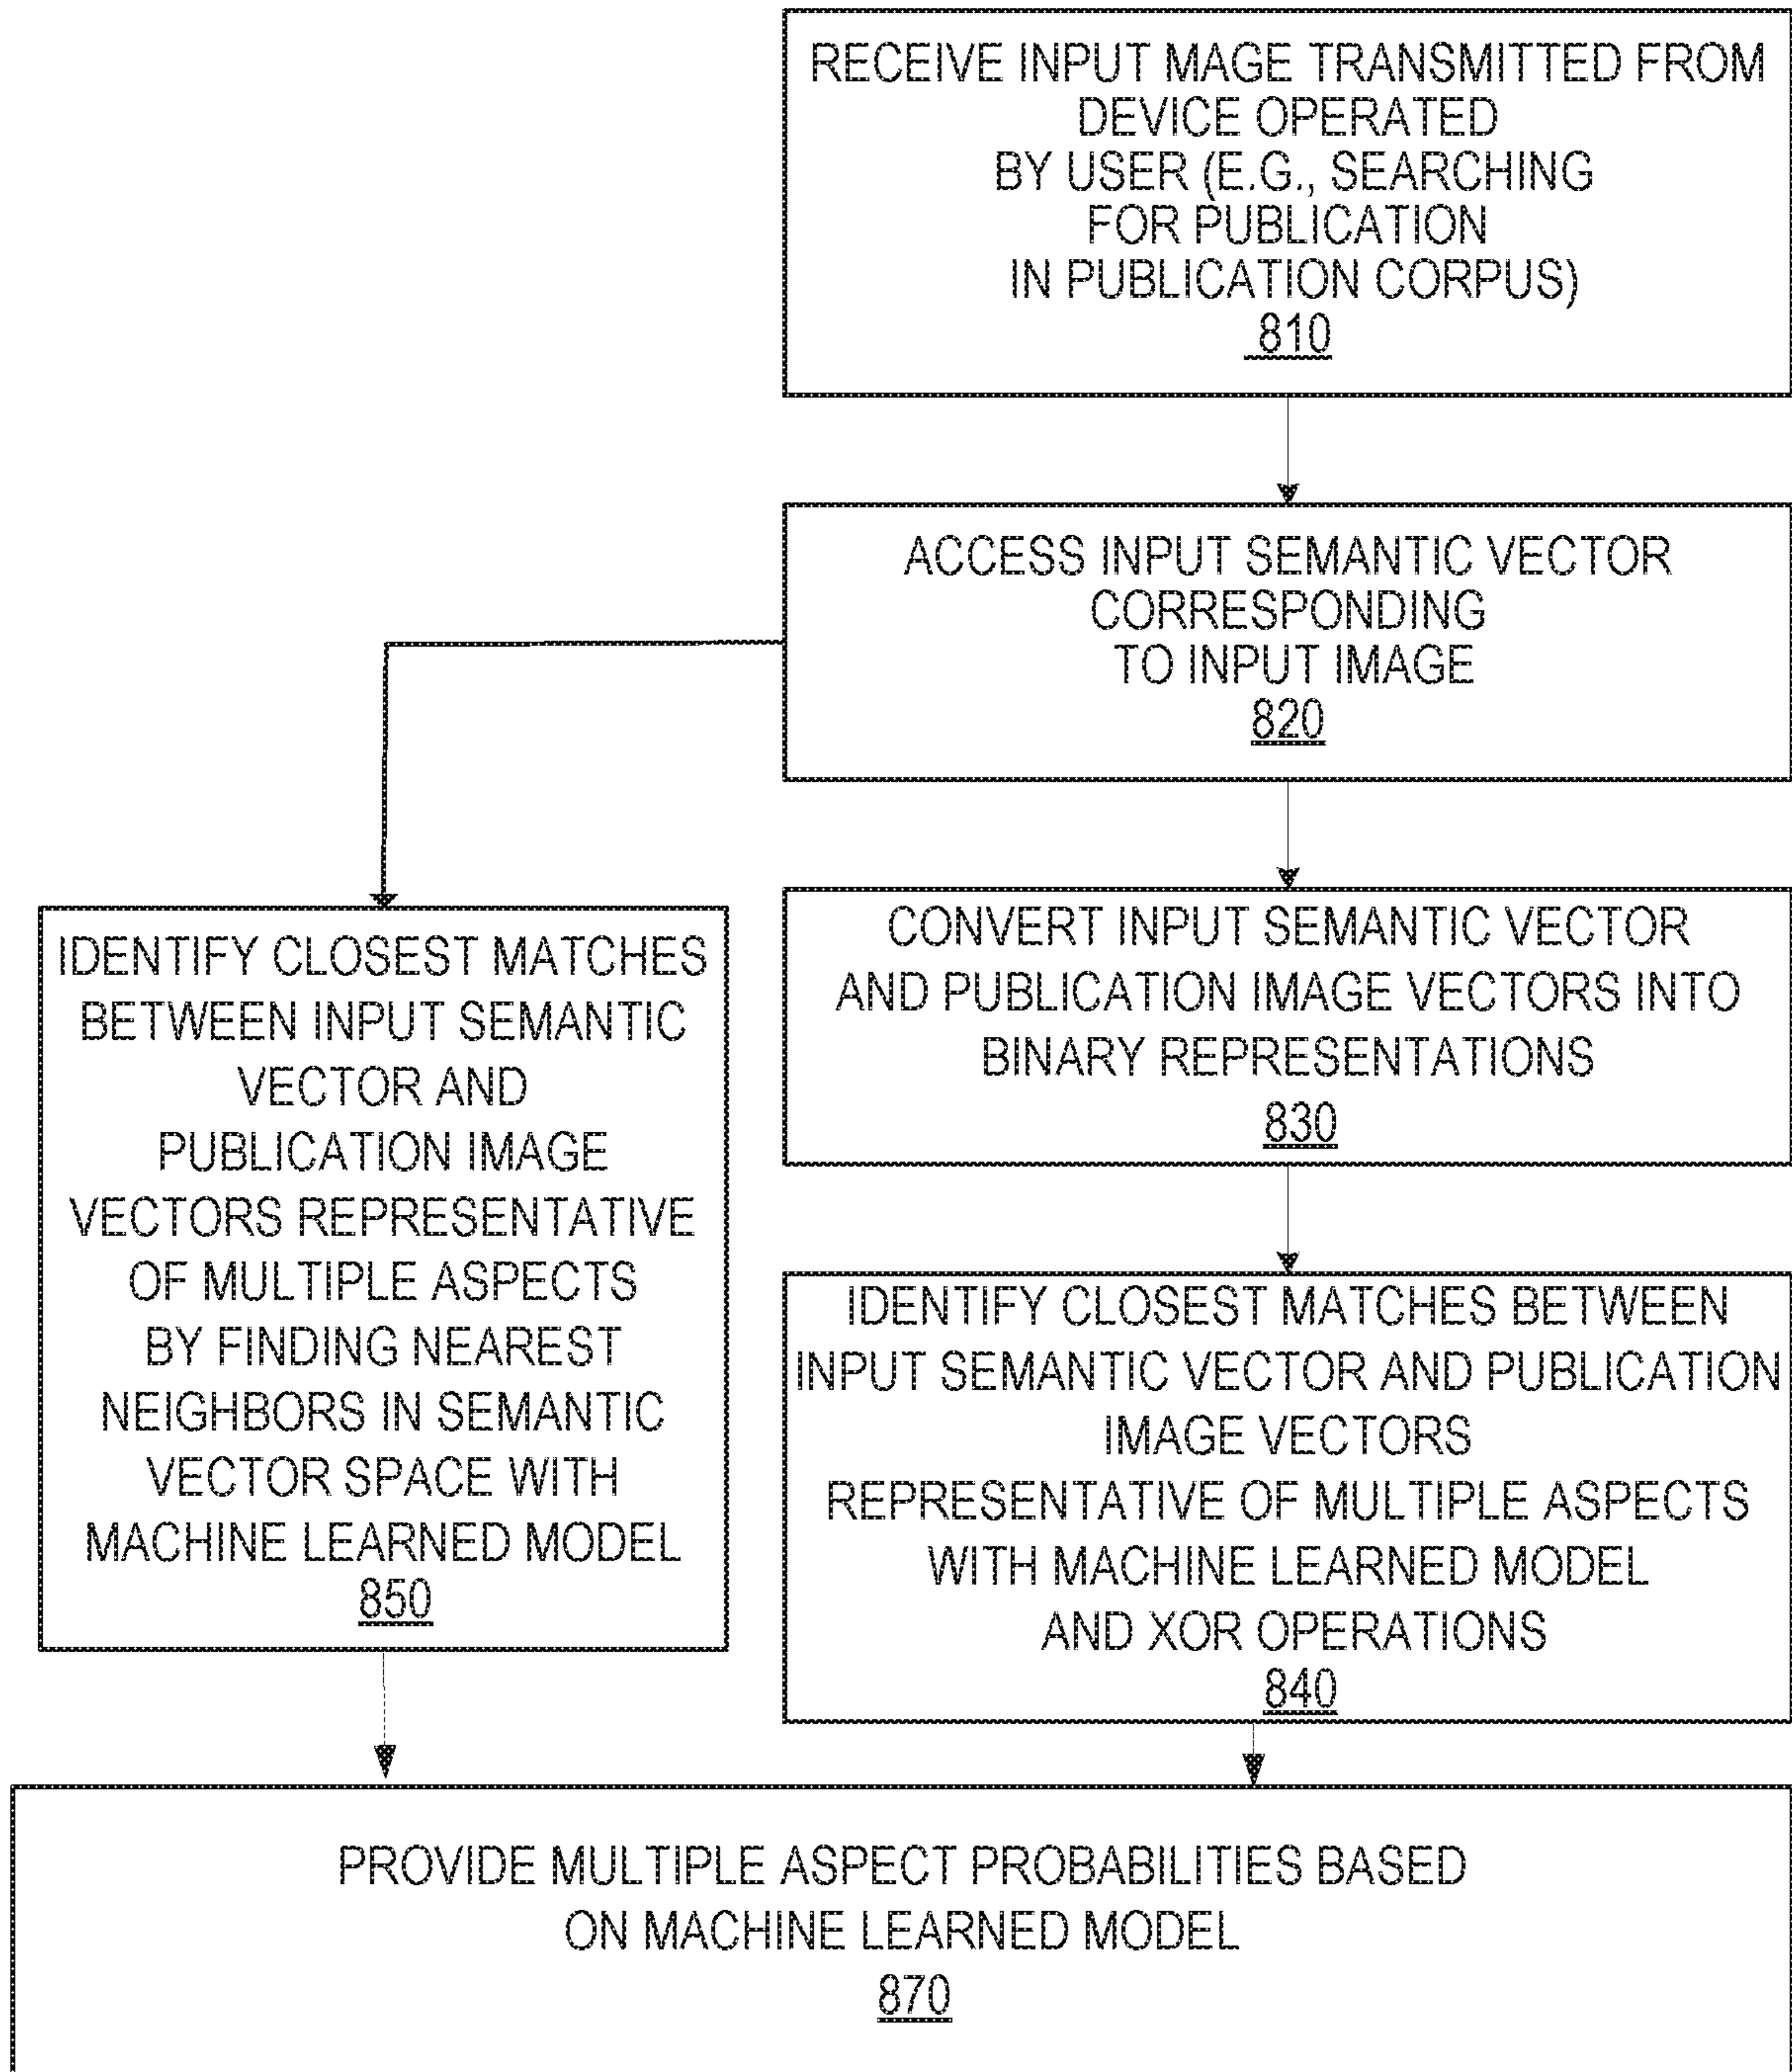 RECEIVE INPUT MAGE TRANSMITTED FROM
DEVICE OPERATED
BY USER (E.G., SEARCHING
FOR PUBLICATION
IN PUBLICATION CORPUS)
810
ACCESS INPUT SEMANTIC VECTOR
CORRESPONDING
TO INPUT IMAGE
820
CONVERT INPUT SEMANTIC VECTOR
AND PUBLICATION IMAGE VECTORS INTO
BINARY REPRESENTATIONS
830
IDENTIFY CLOSEST MATCHES BETWEEN
INPUT SEMANTIC VECTOR AND PUBLICATION
IMAGE VECTORS
REPRESENTATIVE OF MULTIPLE ASPECTS
WITH MACHINE LEARNED MODEL
AND XOR OPERATIONS
840
IDENTIFY CLOSEST MATCHES
BETWEEN INPUT SEMANTIC
VECTOR AND
PUBLICATION IMAGE
VECTORS REPRESENTATIVE
OF MULTIPLE ASPECTS
BY FINDING NEAREST
NEIGHBORS IN SEMANTIC
VECTOR SPACE WITH
MACHINE LEARNED MODEL
850
PROVIDE MULTIPLE ASPECT PROBABILITIES BASED
ON MACHINE LEARNED MODEL
870